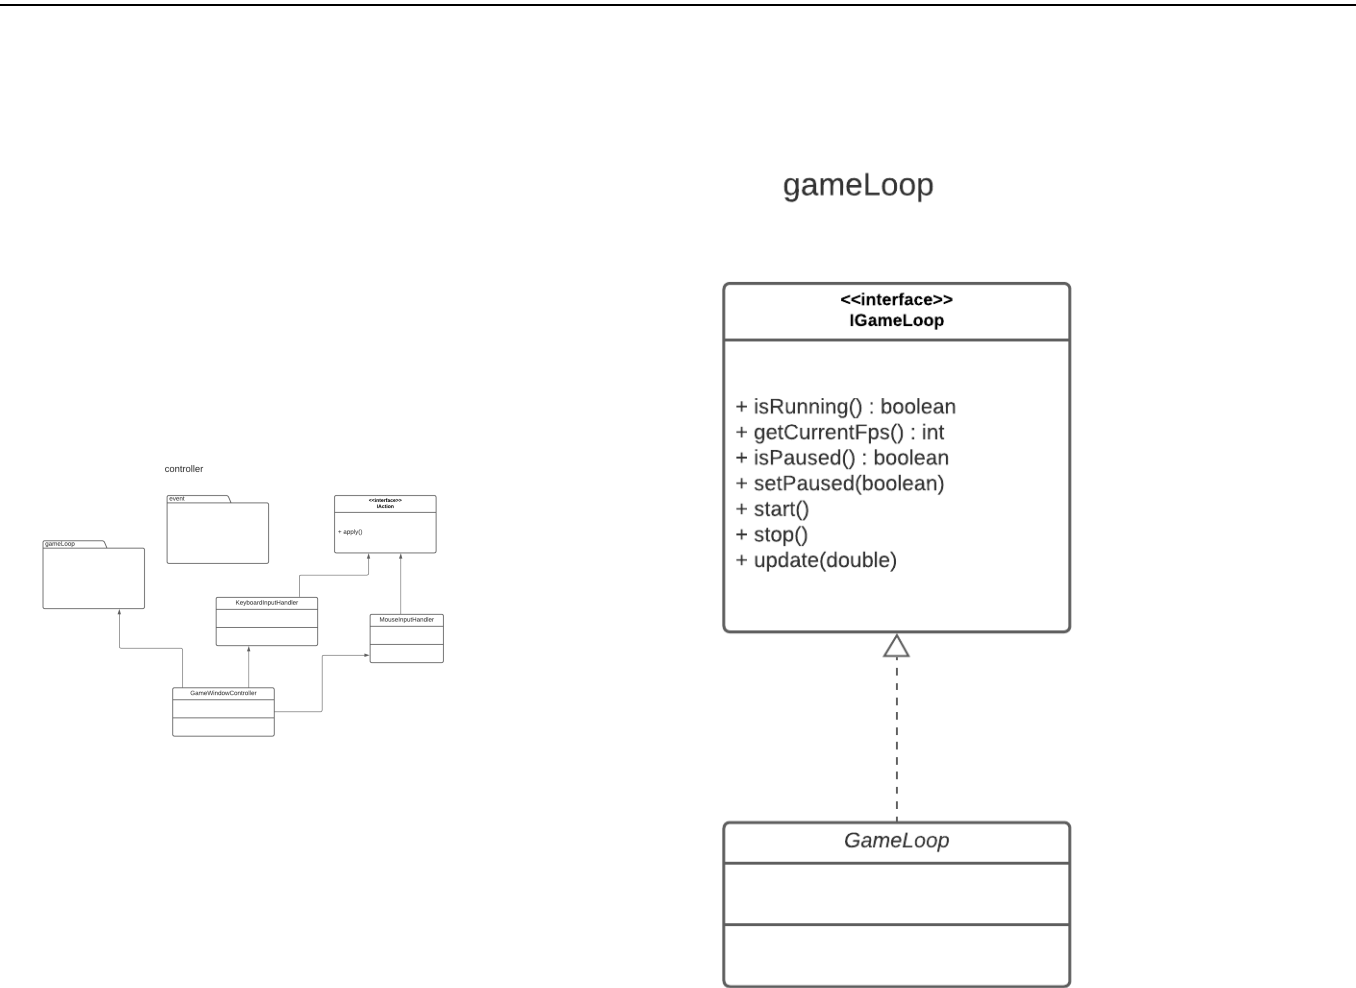 gameLoop
<<interface>>
IGameLoop
+ isRunning() : boolean
+ getCurrentFps() : int
+ isPaused() : boolean
+ setPaused(boolean)
+ start()
+ stop()
+ update(double)
GameLoop
controller
event
<<interface>>
IAction
+ apply()
gameLoop
KeyboardInputHandler
MouseInputHandler
GameWindowController